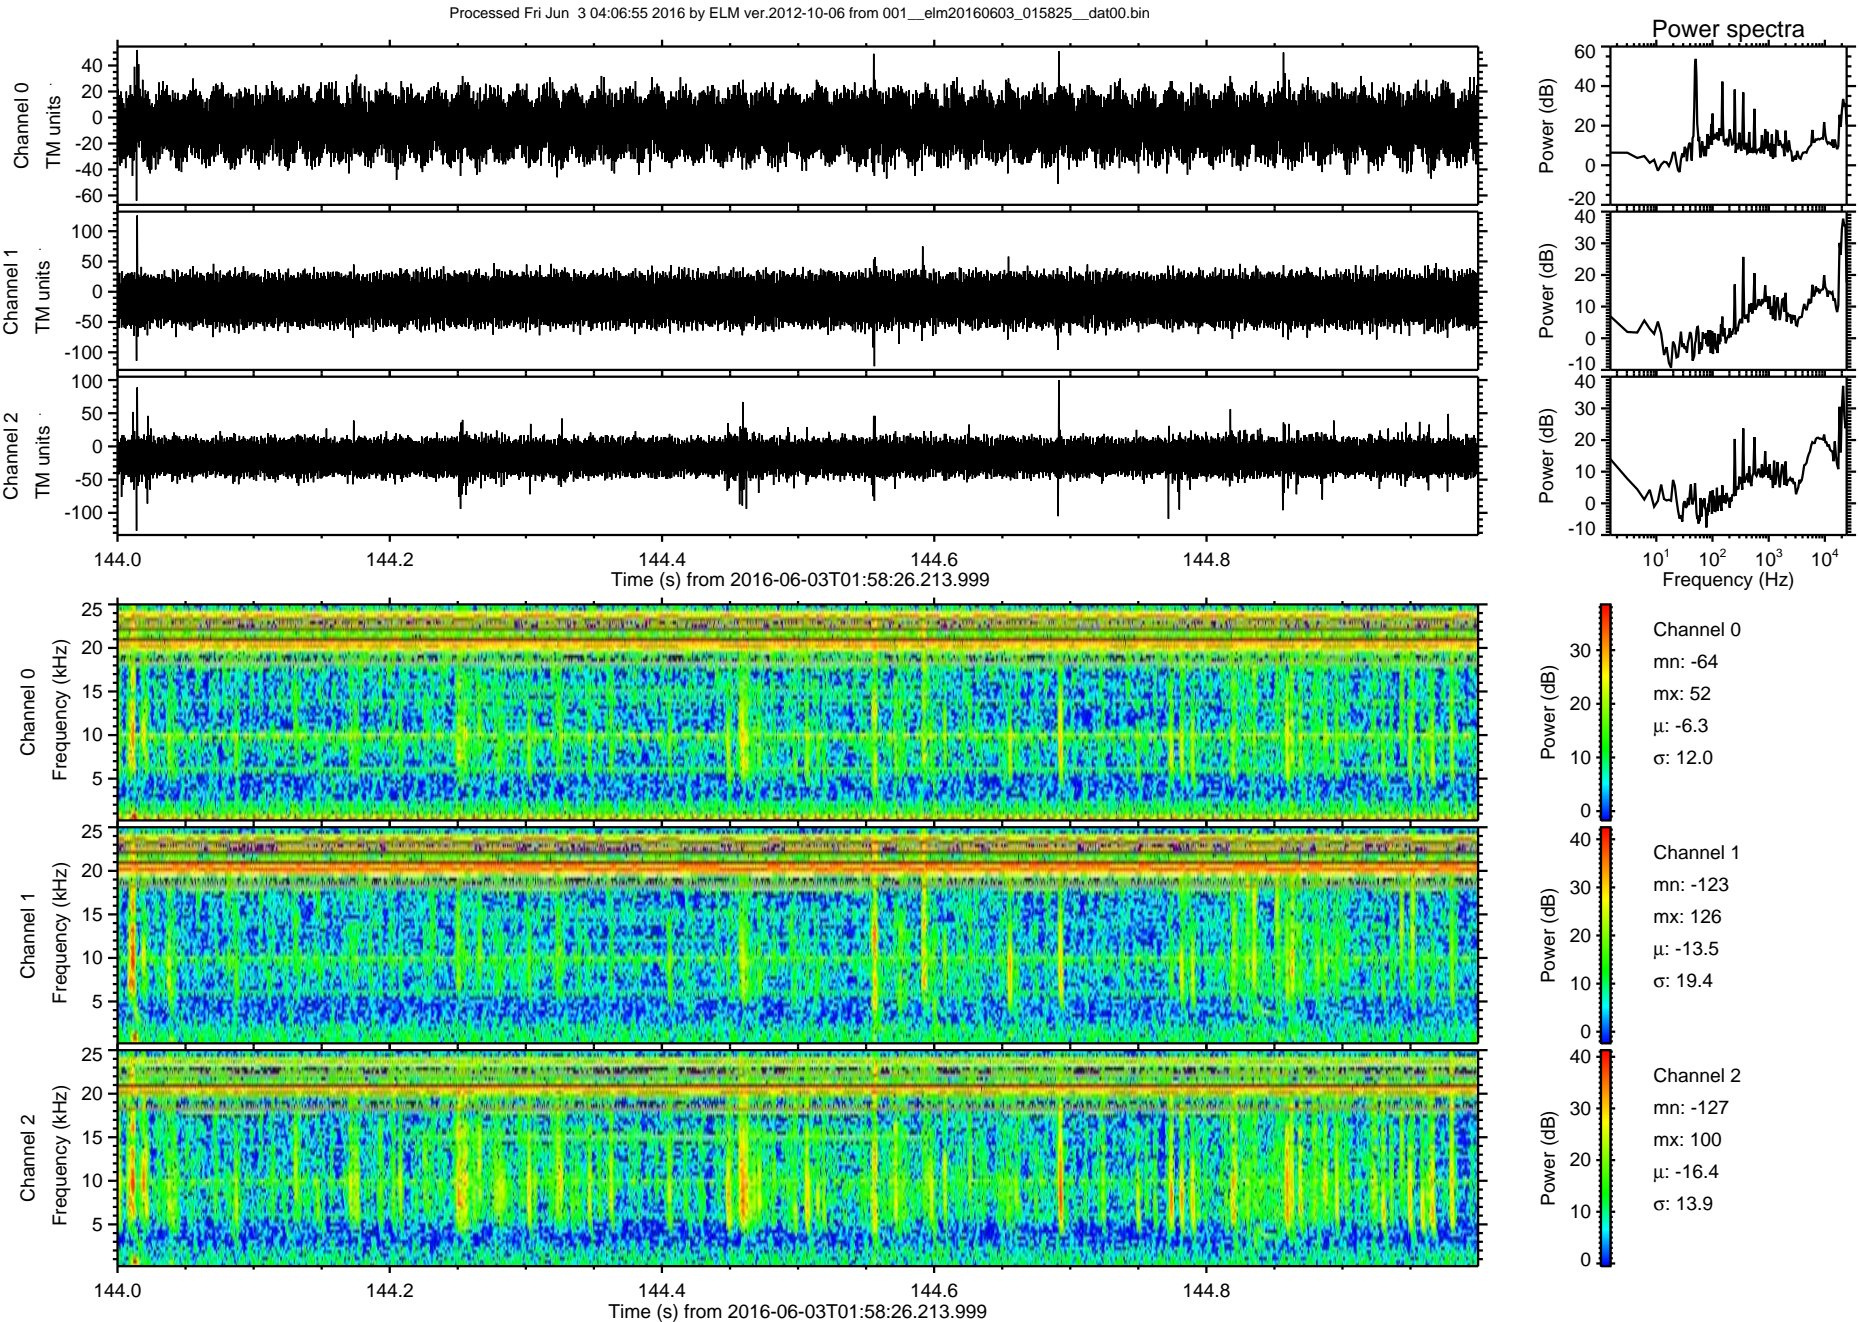 Processed Fri Jun  3 04:06:55 2016 by ELM ver.2012-10-06 from 001__elm20160603_015825__dat00.bin
Power spectra
Channel 0
TM units
40
20
0
-20
-40
-60
Power (dB)
60
40
20
0
-20
Channel 1
TM units
100
50
0
-50
-100
Power (dB)
40
30
20
10
0
-10
Channel 2
TM units
100
50
0
-50
-100
Power (dB)
40
30
20
10
0
-10
144.0 144.2 144.4 144.6 144.8
Time (s) from 2016-06-03T01:58:26.213.999
10^1 10^2 10^3 10^4
Frequency (Hz)
Channel 0
Frequency (kHz)
25
20
15
10
5
Power (dB)
30
20
10
0
Channel 0
mn: -64
mx: 52
μ: -6.3
σ: 12.0
Channel 1
Frequency (kHz)
25
20
15
10
5
Power (dB)
40
30
20
10
0
Channel 1
mn: -123
mx: 126
μ: -13.5
σ: 19.4
Channel 2
Frequency (kHz)
25
20
15
10
5
Power (dB)
40
30
20
10
0
Channel 2
mn: -127
mx: 100
μ: -16.4
σ: 13.9
144.0 144.2 144.4 144.6 144.8
Time (s) from 2016-06-03T01:58:26.213.999